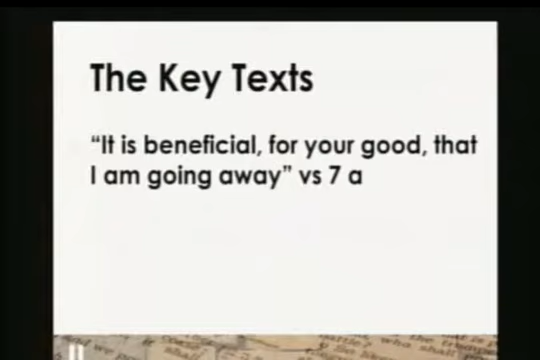 The Key Texts
“It is beneficial, for your good, that
I am going away” vs 7 a